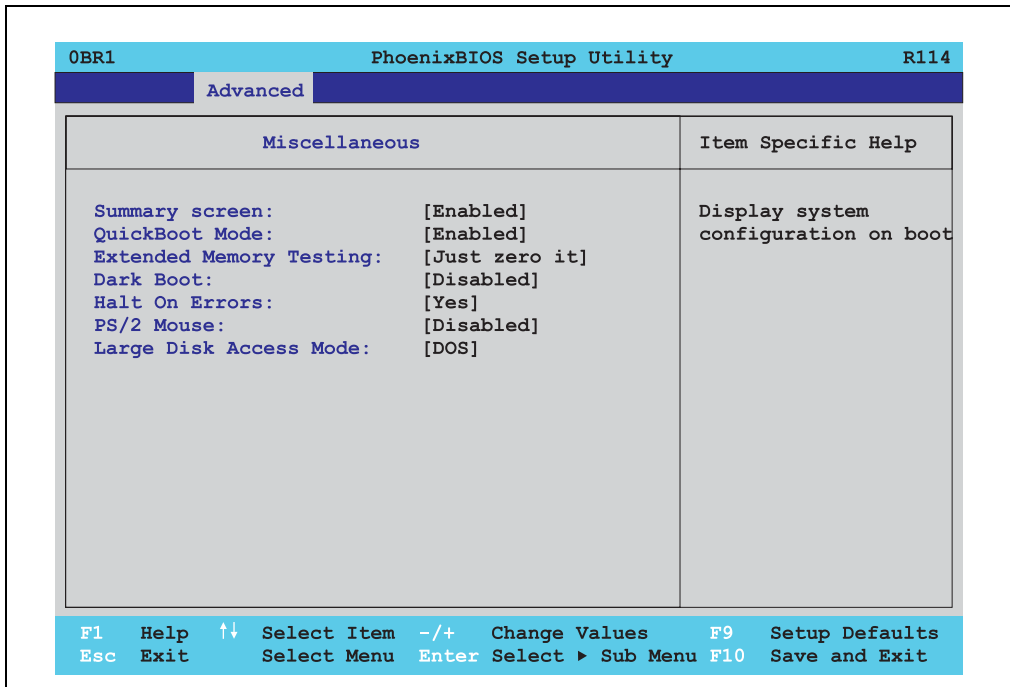 0BR1 PhoenixBIOS Setup Utility R114
Advanced
Miscellaneous Item Specific Help
Summary screen: [Enabled] Display system
QuickBoot Mode: [Enabled] configuration on boot
Extended Memory Testing: [Just zero it]
Dark Boot: [Disabled]
Halt On Errors: [Yes]
PS/2 Mouse: [Disabled]
Large Disk Access Mode: [DOS]
F1 Help ↑↓ Select Item -/+ Change Values F9 Setup Defaults
Esc Exit Select Menu Enter Select ▶ Sub Menu F10 Save and Exit